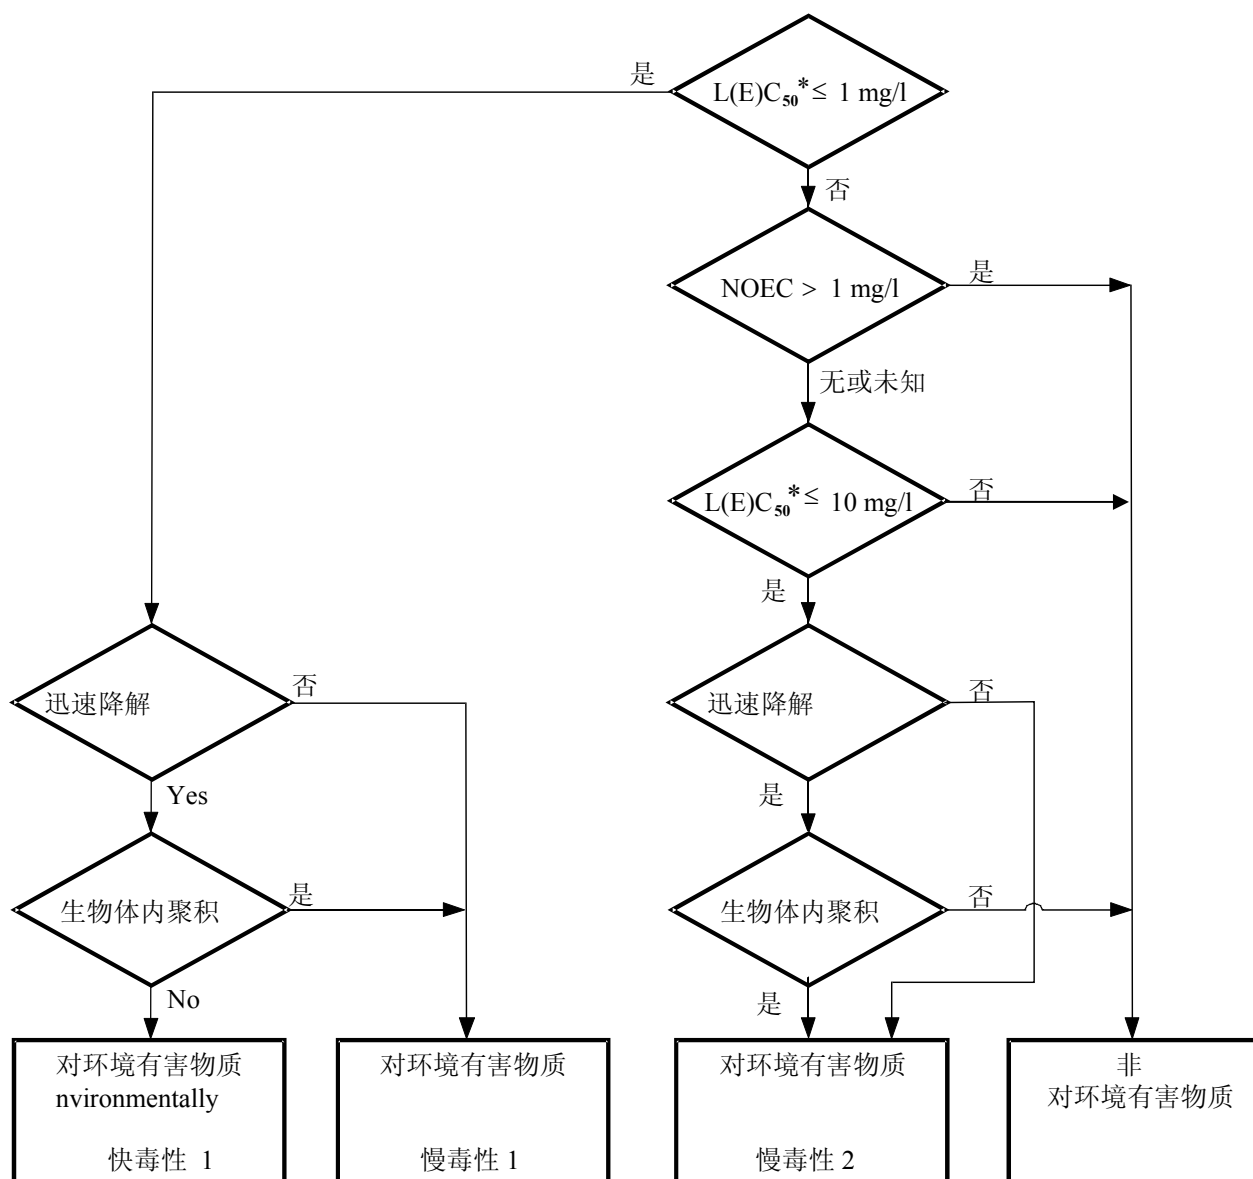 是
L(E)C50* ≤ 1 mg/l
否
NOEC > 1 mg/l
是
无或未知
L(E)C50* ≤ 10 mg/l
否
是
迅速降解
否
迅速降解
否
Yes
是
生物体内聚积
是
生物体内聚积
否
No
是
对环境有害物质
nvironmentally
快毒性 1
对环境有害物质
慢毒性 1
对环境有害物质
慢毒性 2
非
对环境有害物质